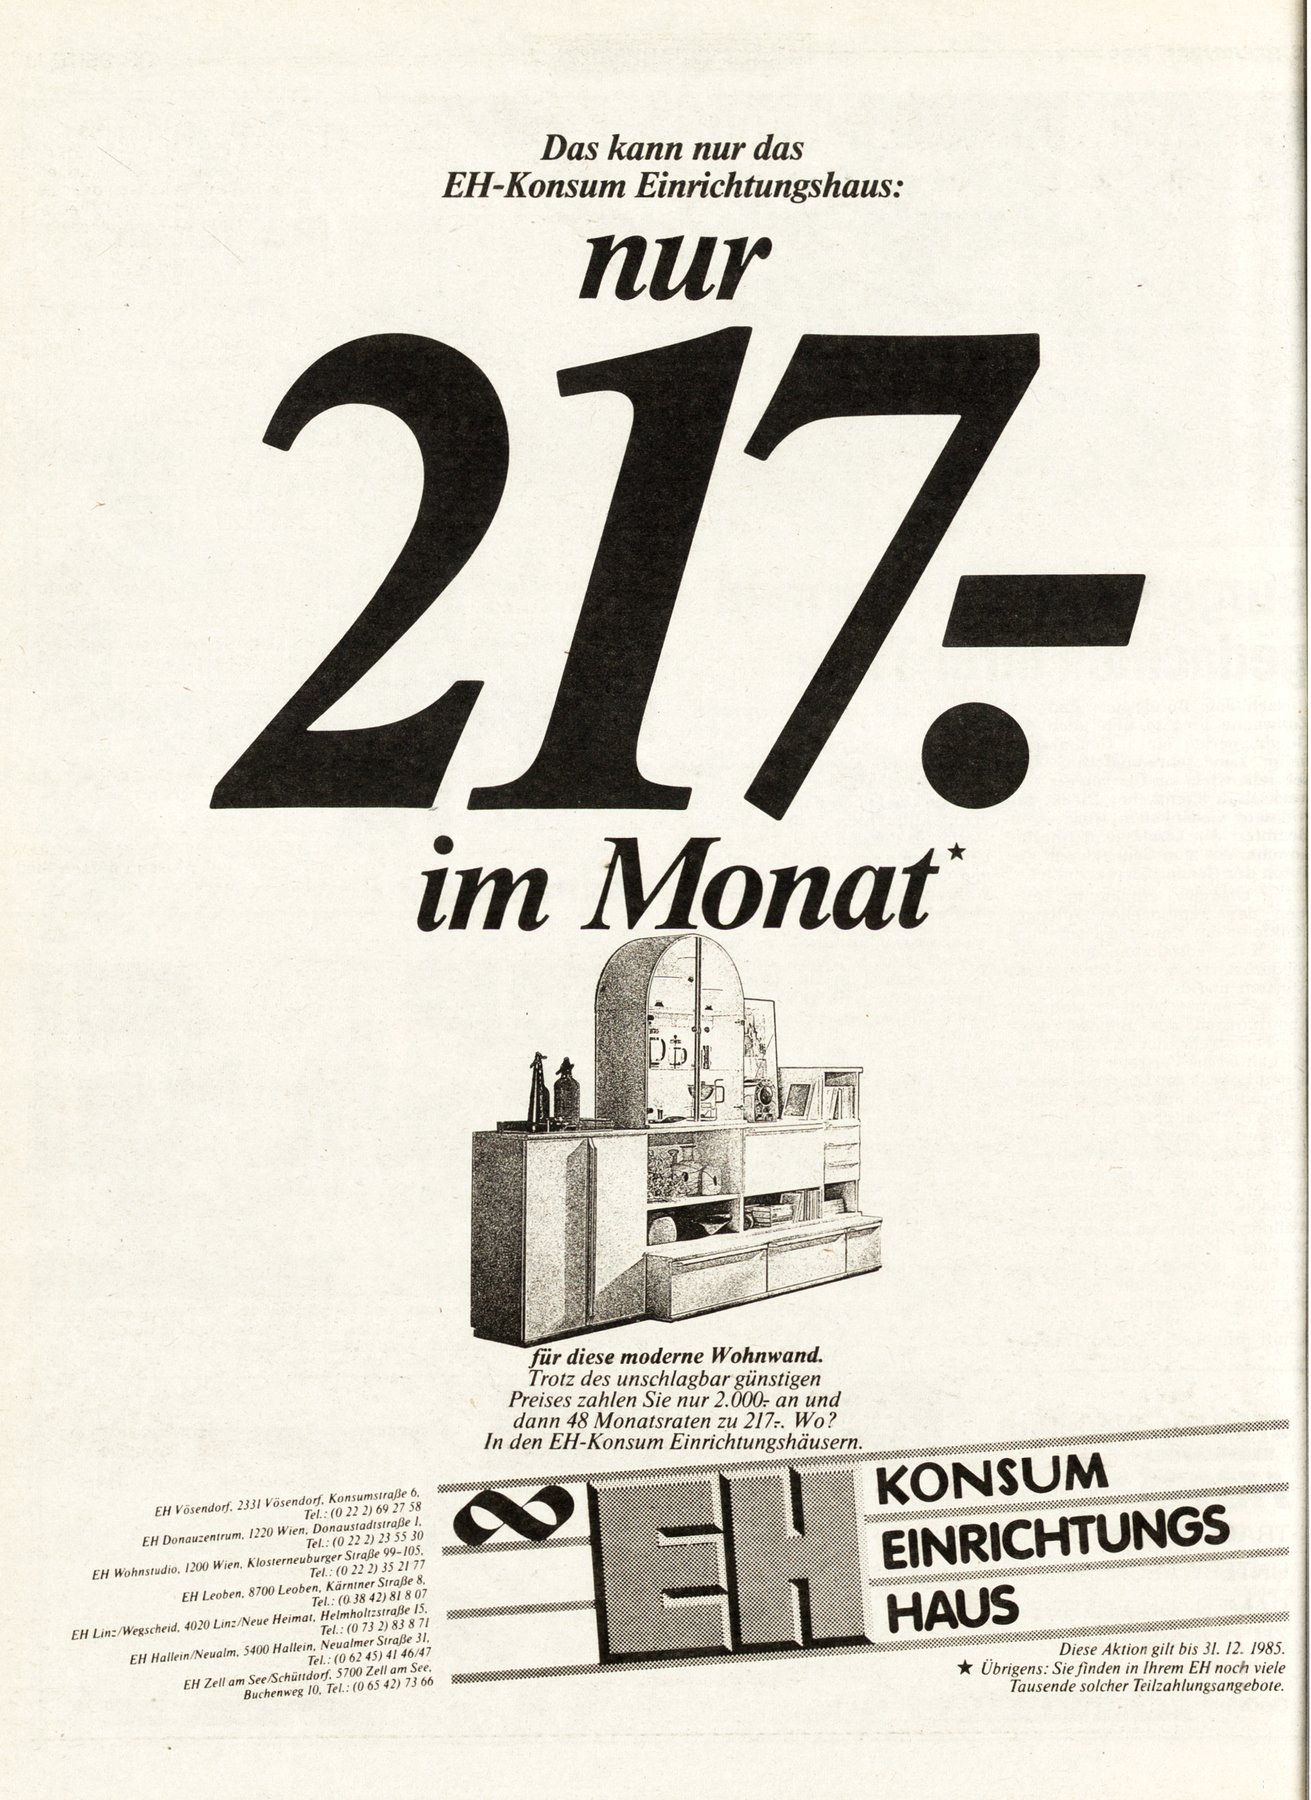 Das kann nur das
EH-Konsum Einrichtungshaus:
nur
217.-
im Monat★
für diese moderne Wohnwand.
Trotz des unschlagbar günstigen
Preises zahlen Sie nur 2.000.- an und
dann 48 Monatsraten zu 217.-. Wo?
In den EH-Konsum Einrichtungshäusern.
EH Vösendorf, 2331 Vösendorf, Konsumstraße 6,
Tel.: (0 22 2) 69 27 58
EH Donauzentrum, 1220 Wien, Donaustadtstraße 1,
Tel.: (0 22 2) 23 55 30
EH Wohnstudio, 1200 Wien, Klosterneuburger Straße 99-105,
Tel.: (0 22 2) 35 21 77
EH Leoben, 8700 Leoben, Kärntner Straße 8,
Tel.: (0 38 42) 81 8 07
EH Linz/Wegscheid, 4020 Linz/Neue Heimat, Helmholtzstraße 15,
Tel.: (0 73 2) 83 8 71
EH Hallein/Neualm, 5400 Hallein, Neualmer Straße 31,
Tel.: (0 62 45) 41 46/47
EH Zell am See/Schüttdorf, 5700 Zell am See,
Buchenweg 10, Tel.: (0 65 42) 73 66
EH
KONSUM
EINRICHTUNGS
HAUS
Diese Aktion gilt bis 31. 12. 1985.
★ Übrigens: Sie finden in Ihrem EH noch viele
Tausende solcher Teilzahlungsangebote.